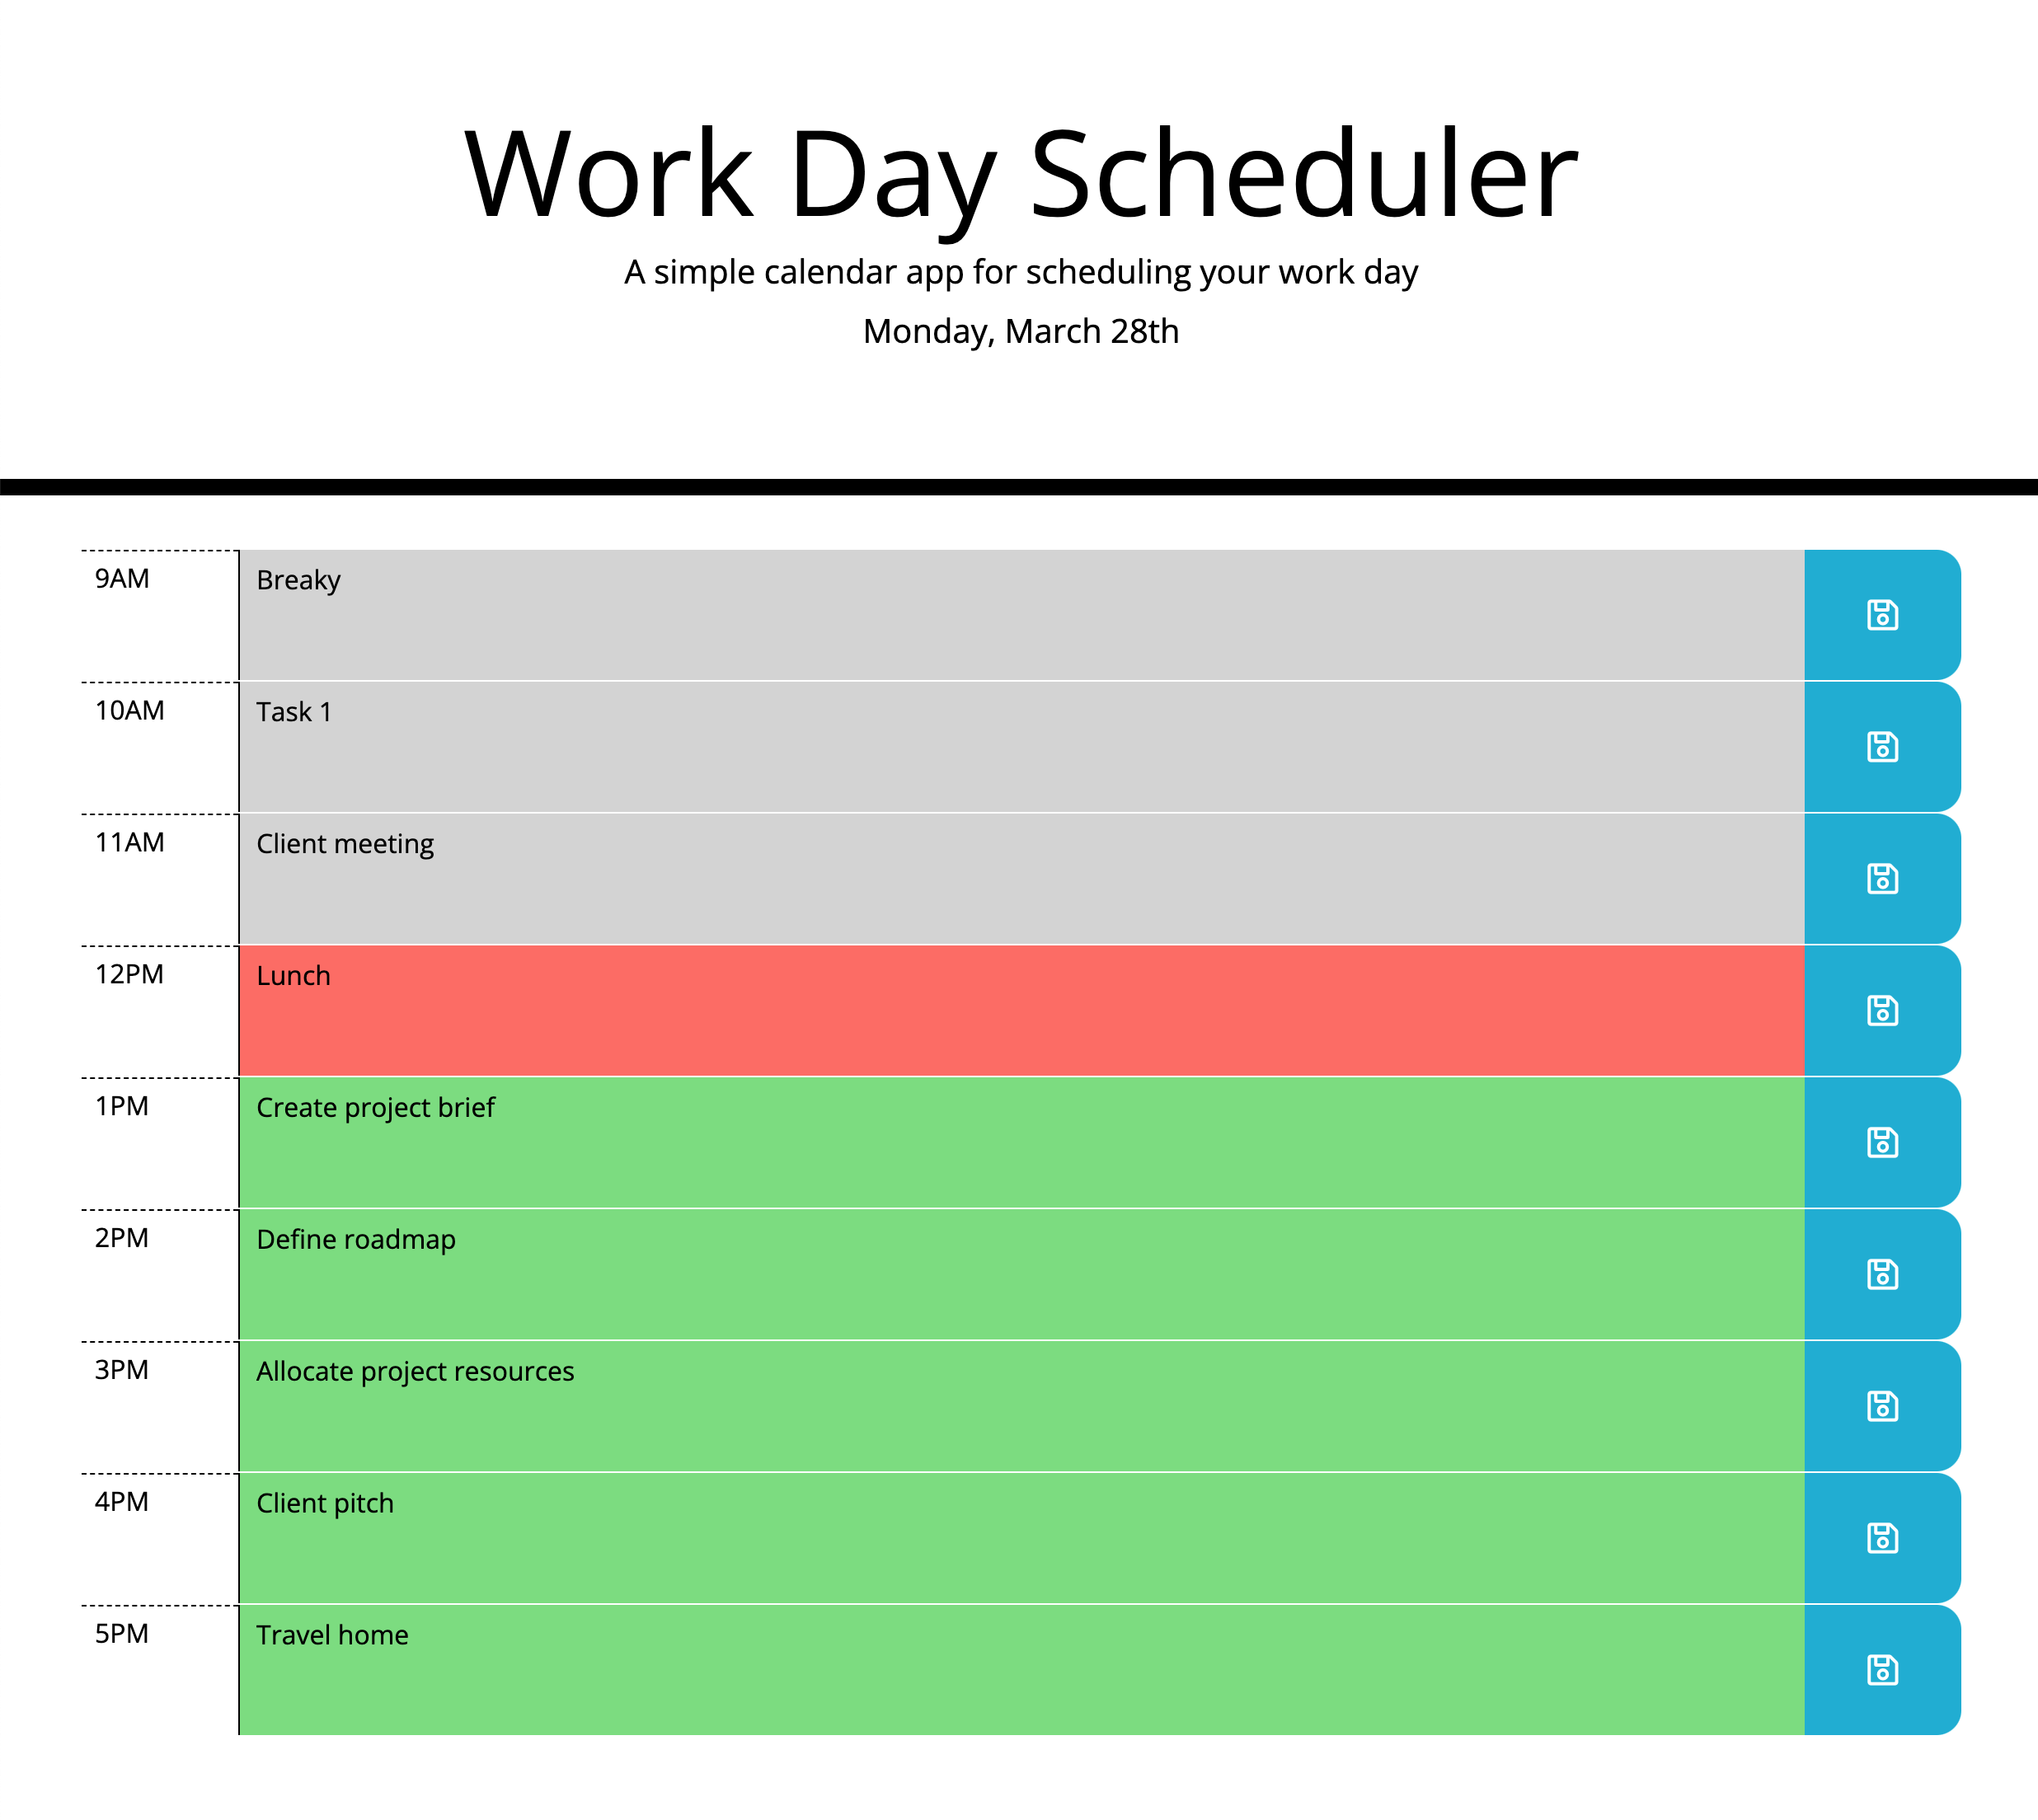 Work Day Scheduler
A simple calendar app for scheduling your work day
Monday, March 28th
9AM Breaky
10AM Task 1
11AM Client meeting
12PM Lunch
1PM Create project brief
2PM Define roadmap
3PM Allocate project resources
4PM Client pitch
5PM Travel home